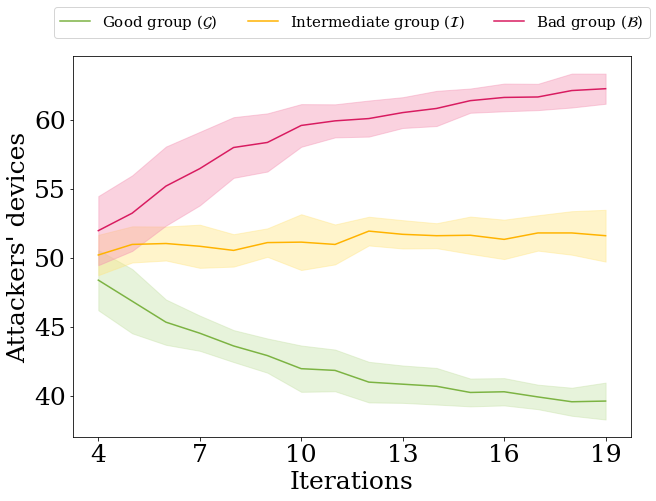 Good group (𝒢) Intermediate group (ℐ) Bad group (ℬ)
Attackers' devices
60
55
50
45
40
4 7 10 13 16 19
Iterations